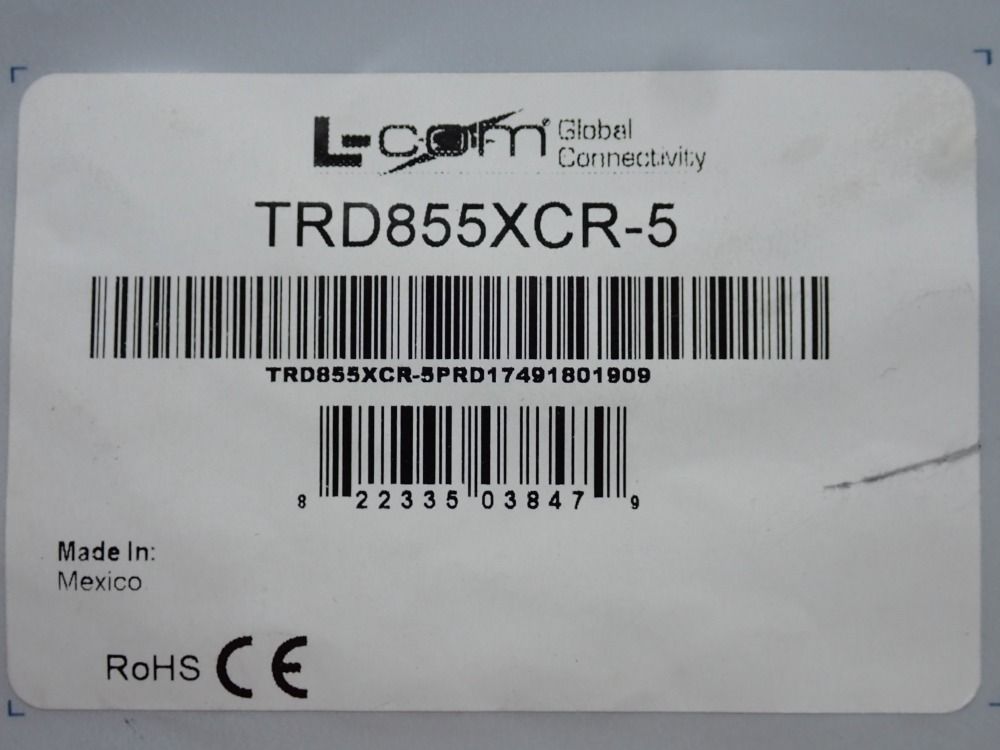 L-com® Global
Connectivity
TRD855XCR-5
TRD855XCR-5PRD17491801909
8 22335 03847 9
Made In:
Mexico
RoHS CE